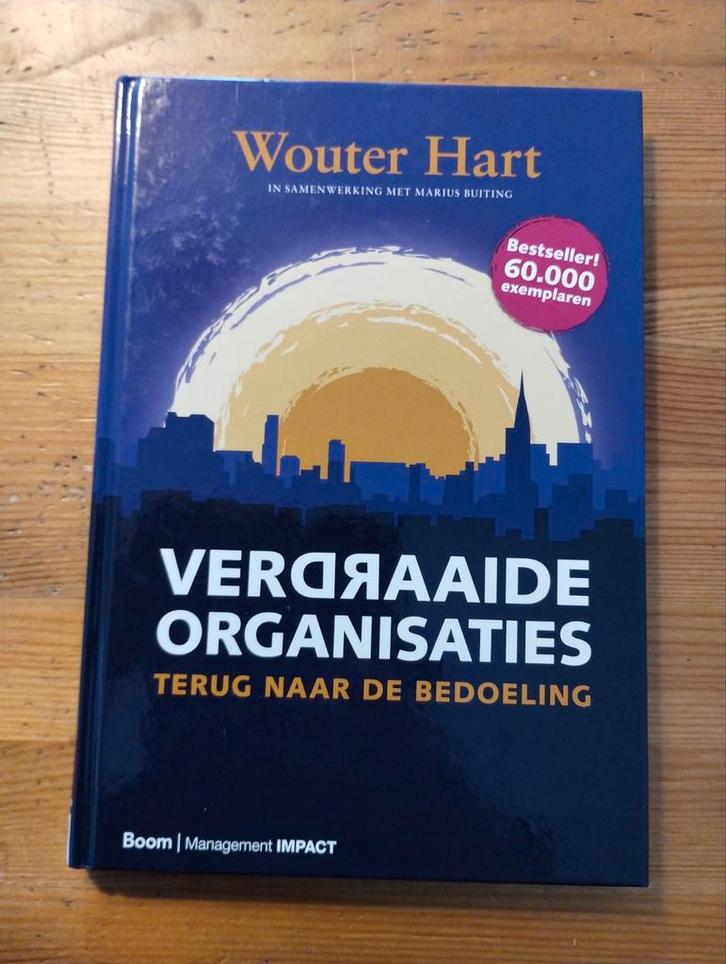 Wouter Hart
IN SAMENWERKING MET MARIUS BUITING
Bestseller!
60.000
exemplaren
VERDRAAIDE
ORGANISATIES
TERUG NAAR DE BEDOELING
Boom | Management IMPACT